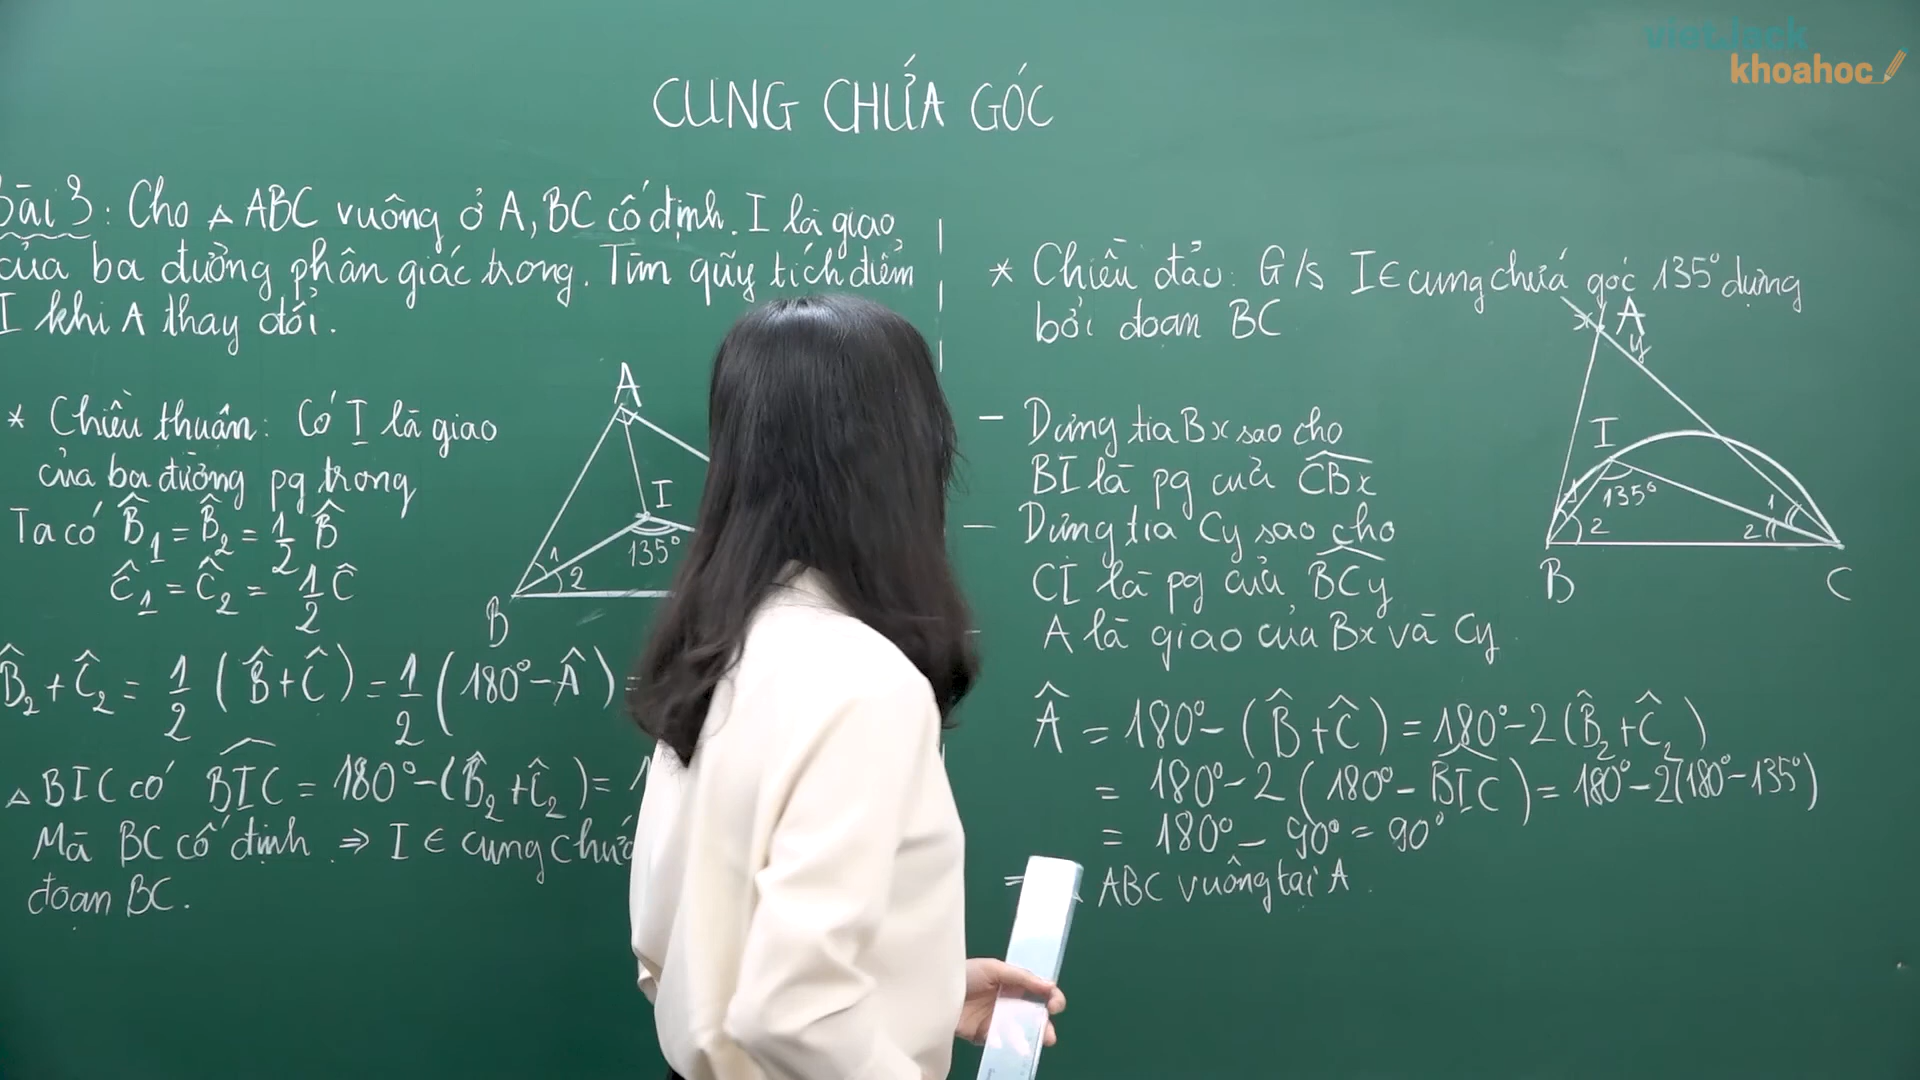 vietJack
khoahoc
CUNG CHỨA GÓC
bài 3: Cho △ ABC vuông ở A, BC cố định. I là giao
của ba đường phân giác trong. Tìm qũy tích điểm
I khi A thay đổi.
* Chiều thuận: Có I là giao
của ba đường pg trong
Ta có B̂₁ = B̂₂ = 1/2 B̂
Ĉ₁ = Ĉ₂ = 1/2 Ĉ
A
I
135°
1
2
B
B̂₂ + Ĉ₂ = 1/2 (B̂ + Ĉ) = 1/2 (180° - Â) =
△ BIC có BIC^ = 180° - (B̂₂ + Ĉ₂) = 1
Mà BC cố định ⇒ I ∈ cung chứa
đoạn BC.
* Chiều đảo: G/s I ∈ cung chứa góc 135° dựng
bởi đoạn BC
- Dựng tia Bx sao cho
BI là pg của CBx^
- Dựng tia Cy sao cho
CI là pg của BCy^
A là giao của Bx và Cy.
x
A
y
I
135°
1
2
2
1
B
C
Â = 180° - (B̂ + Ĉ) = 180° - 2 (B̂₂ + Ĉ₂)
= 180° - 2 (180° - BIC^) = 180° - 2(180° - 135°)
= 180° - 90° = 90°
⇒ ABC vuông tại A.